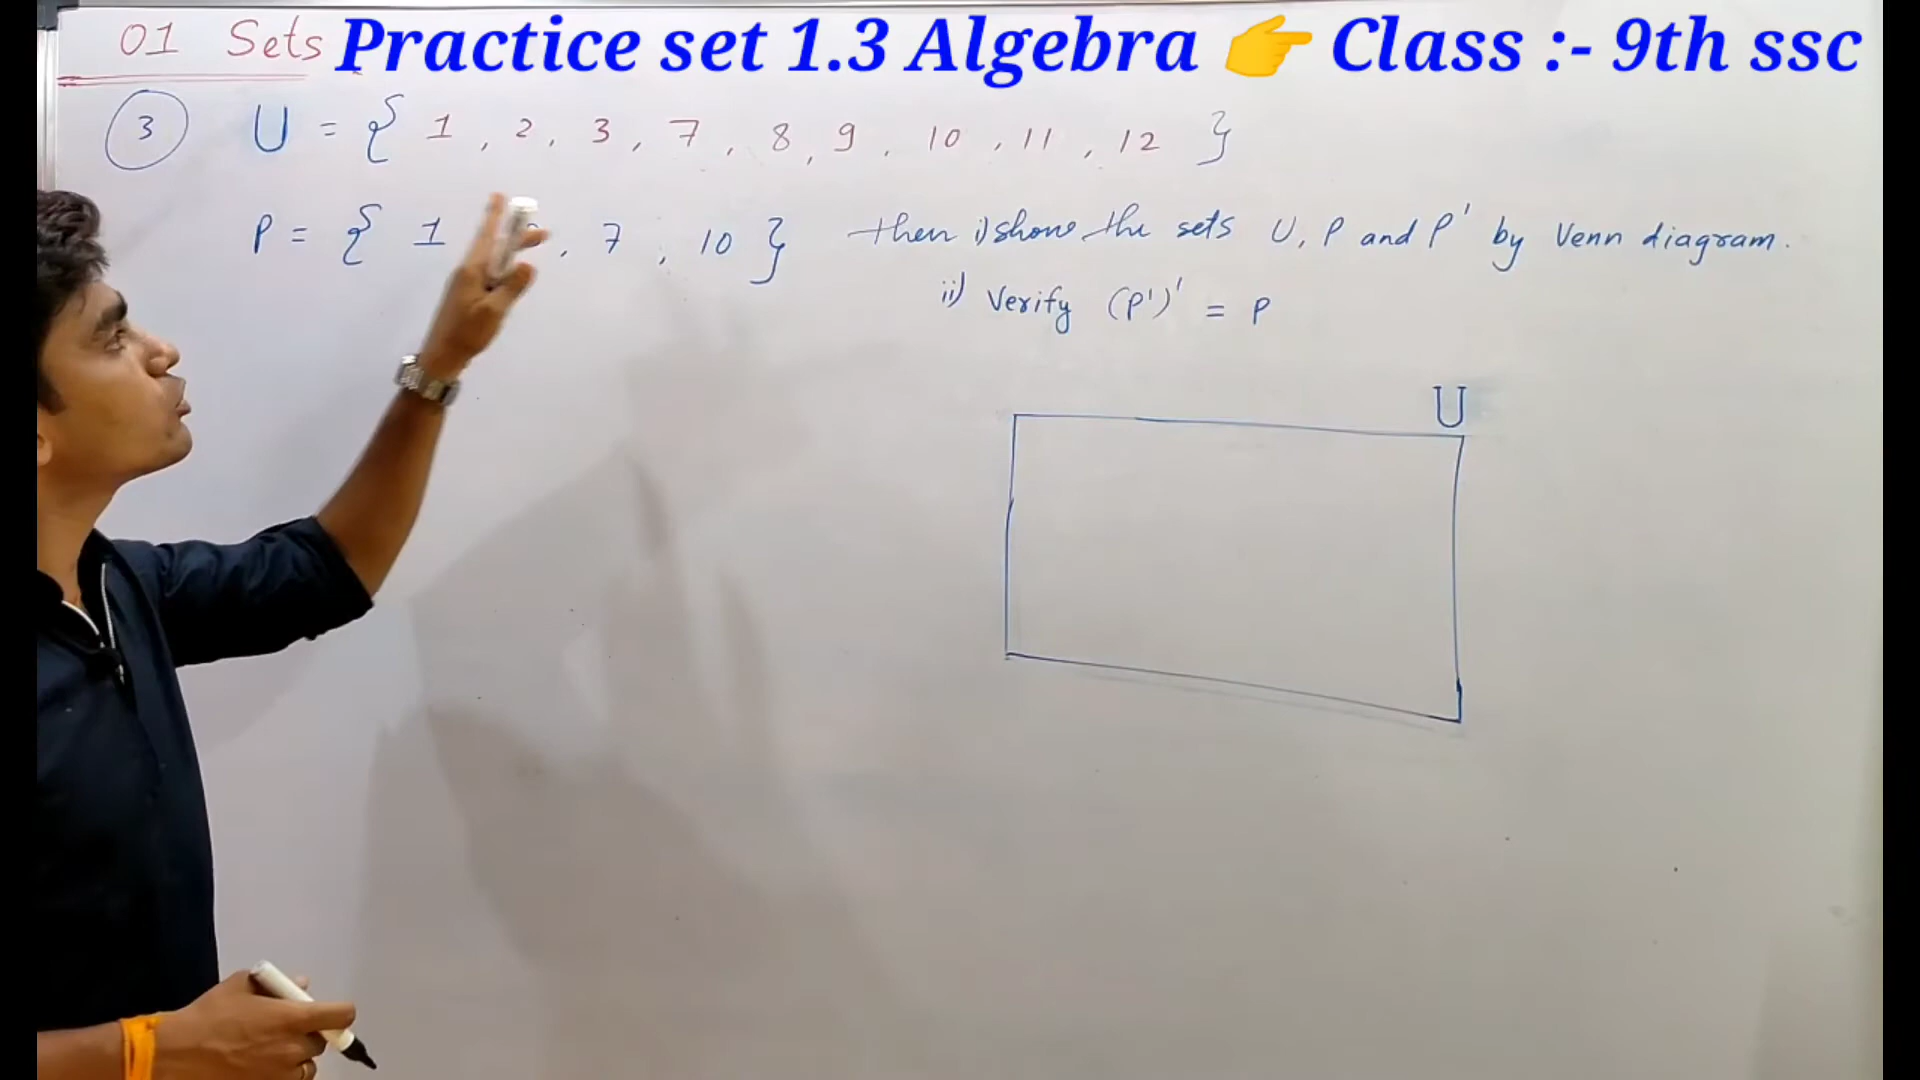 01 Sets Practice set 1.3 Algebra 👉 Class :- 9th ssc
3 U = { 1 , 2 , 3 , 7 , 8 , 9 , 10 , 11 , 12 }
P = { 1 , 7 , 10 } then i) show the sets U, P and P' by Venn diagram.
ii) Verify (P')' = P
U